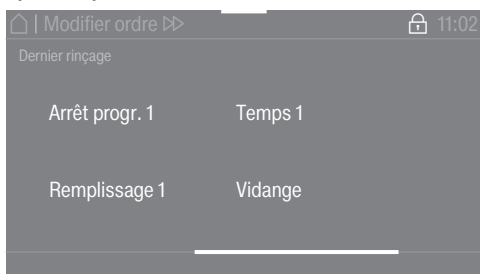 | Modifier ordre 11:02
Dernier rinçage
Arrêt progr. 1 Temps 1
Remplissage 1 Vidange